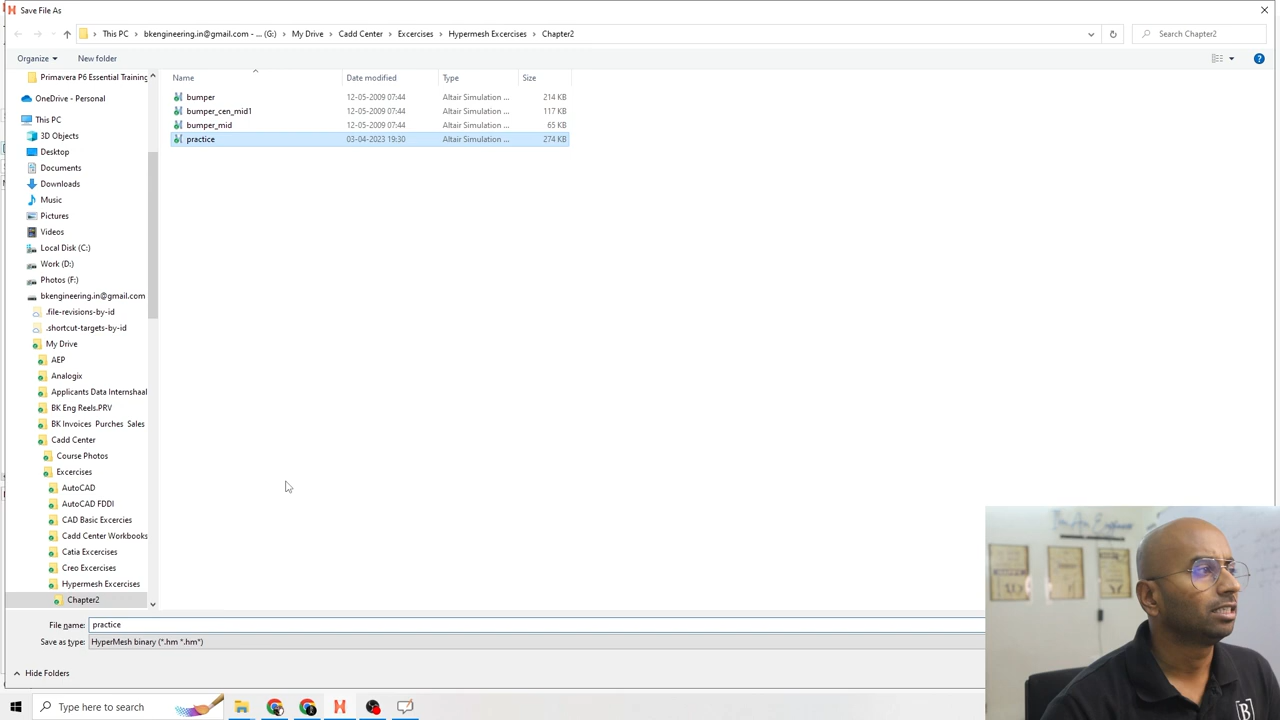 Save File As
This PC > bkengineering.in@gmail.com - ... (G:) > My Drive > Cadd Center > Excercises > Hypermesh Excercises > Chapter2
Search Chapter2
Organize
New folder
Name
Date modified
Type
Size
bumper 12-05-2009 07:44 Altair Simulation ... 214 KB
bumper_cen_mid1 12-05-2009 07:44 Altair Simulation ... 117 KB
bumper_mid 12-05-2009 07:44 Altair Simulation ... 65 KB
practice 03-04-2023 19:30 Altair Simulation ... 274 KB
Primavera P6 Essential Training
OneDrive - Personal
This PC
3D Objects
Desktop
Documents
Downloads
Music
Pictures
Videos
Local Disk (C:)
Work (D:)
Photos (F:)
bkengineering.in@gmail.com
.file-revisions-by-id
.shortcut-targets-by-id
My Drive
AEP
Analogix
Applicants Data Internshaal
BK Eng Reels.PRV
BK Invoices Purches Sales
Cadd Center
Course Photos
Excercises
AutoCAD
AutoCAD FDDI
CAD Basic Excercies
Cadd Center Workbooks
Catia Excercises
Creo Excercises
Hypermesh Excercises
Chapter2
File name: practice
Save as type: HyperMesh binary (*.hm *.hm*)
Hide Folders
Type here to search
I'm An Engineer
[B]